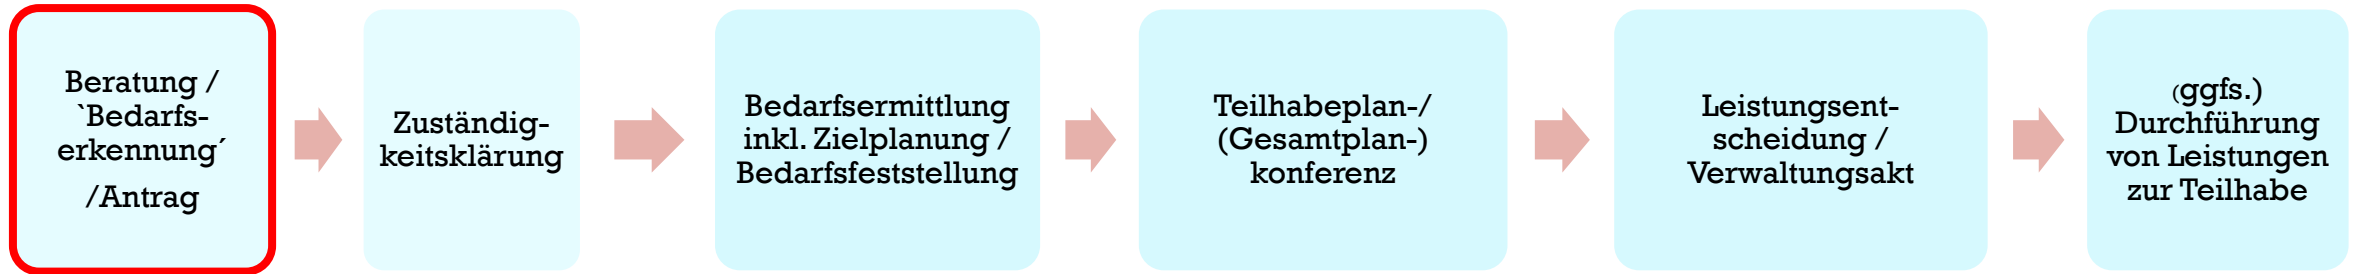 Beratung /
`Bedarfs-
erkennung´
/Antrag
Zuständig-
keitsklärung
Bedarfsermittlung
inkl. Zielplanung /
Bedarfsfeststellung
Teilhabeplan-/
(Gesamtplan-)
konferenz
Leistungsent-
scheidung /
Verwaltungsakt
(ggfs.)
Durchführung
von Leistungen
zur Teilhabe